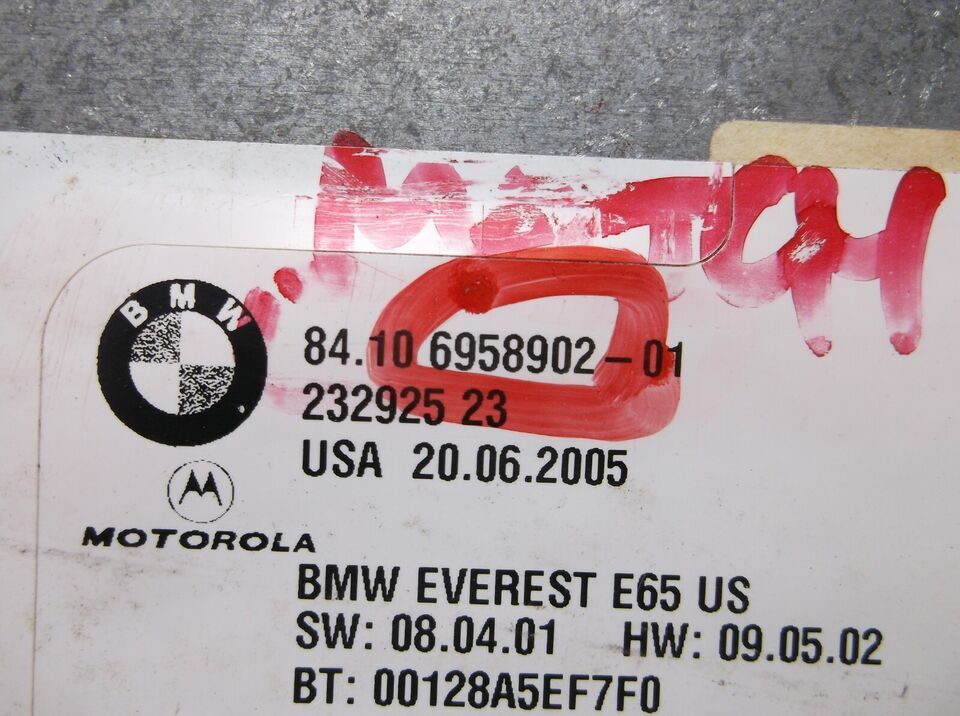 BMW
84.10 6958902-01
232925 23
USA 20.06.2005
MOTOROLA
BMW EVEREST E65 US
SW: 08.04.01 HW: 09.05.02
BT: 00128A5EF7F0